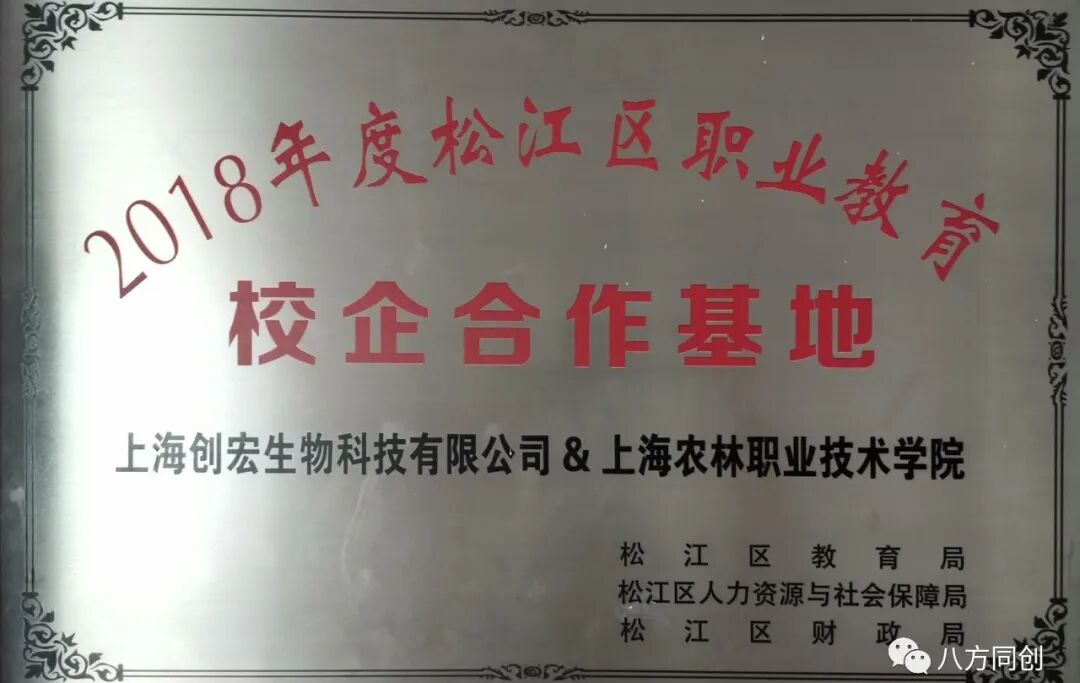 2018年度松江区职业教育
校企合作基地
上海创宏生物科技有限公司 & 上海农林职业技术学院
松江区教育局
松江区人力资源与社会保障局
松江区财政局
八方同创